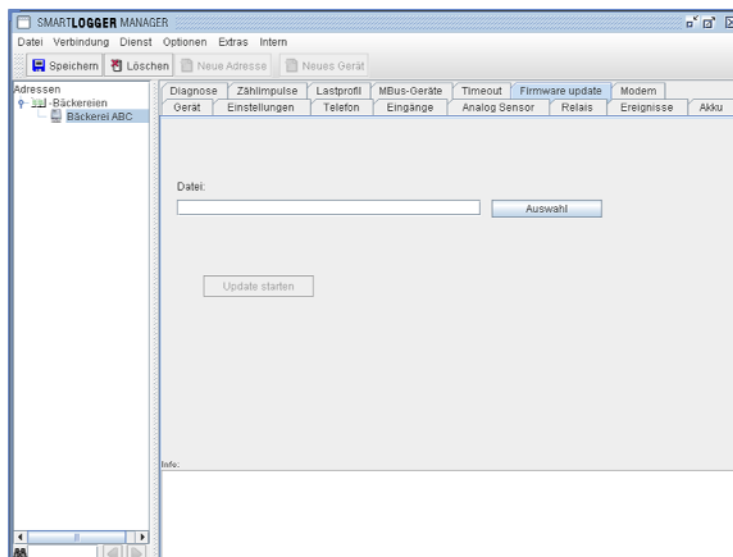 SMARTLOGGER MANAGER
Datei Verbindung Dienst Optionen Extras Intern
Speichern Löschen Neue Adresse Neues Gerät
Adressen
-Bäckereien
Bäckerei ABC
Diagnose Zählimpulse Lastprofil MBus-Geräte Timeout Firmware update Modem
Gerät Einstellungen Telefon Eingänge Analog Sensor Relais Ereignisse Akku
Datei:
Auswahl
Update starten
Info: